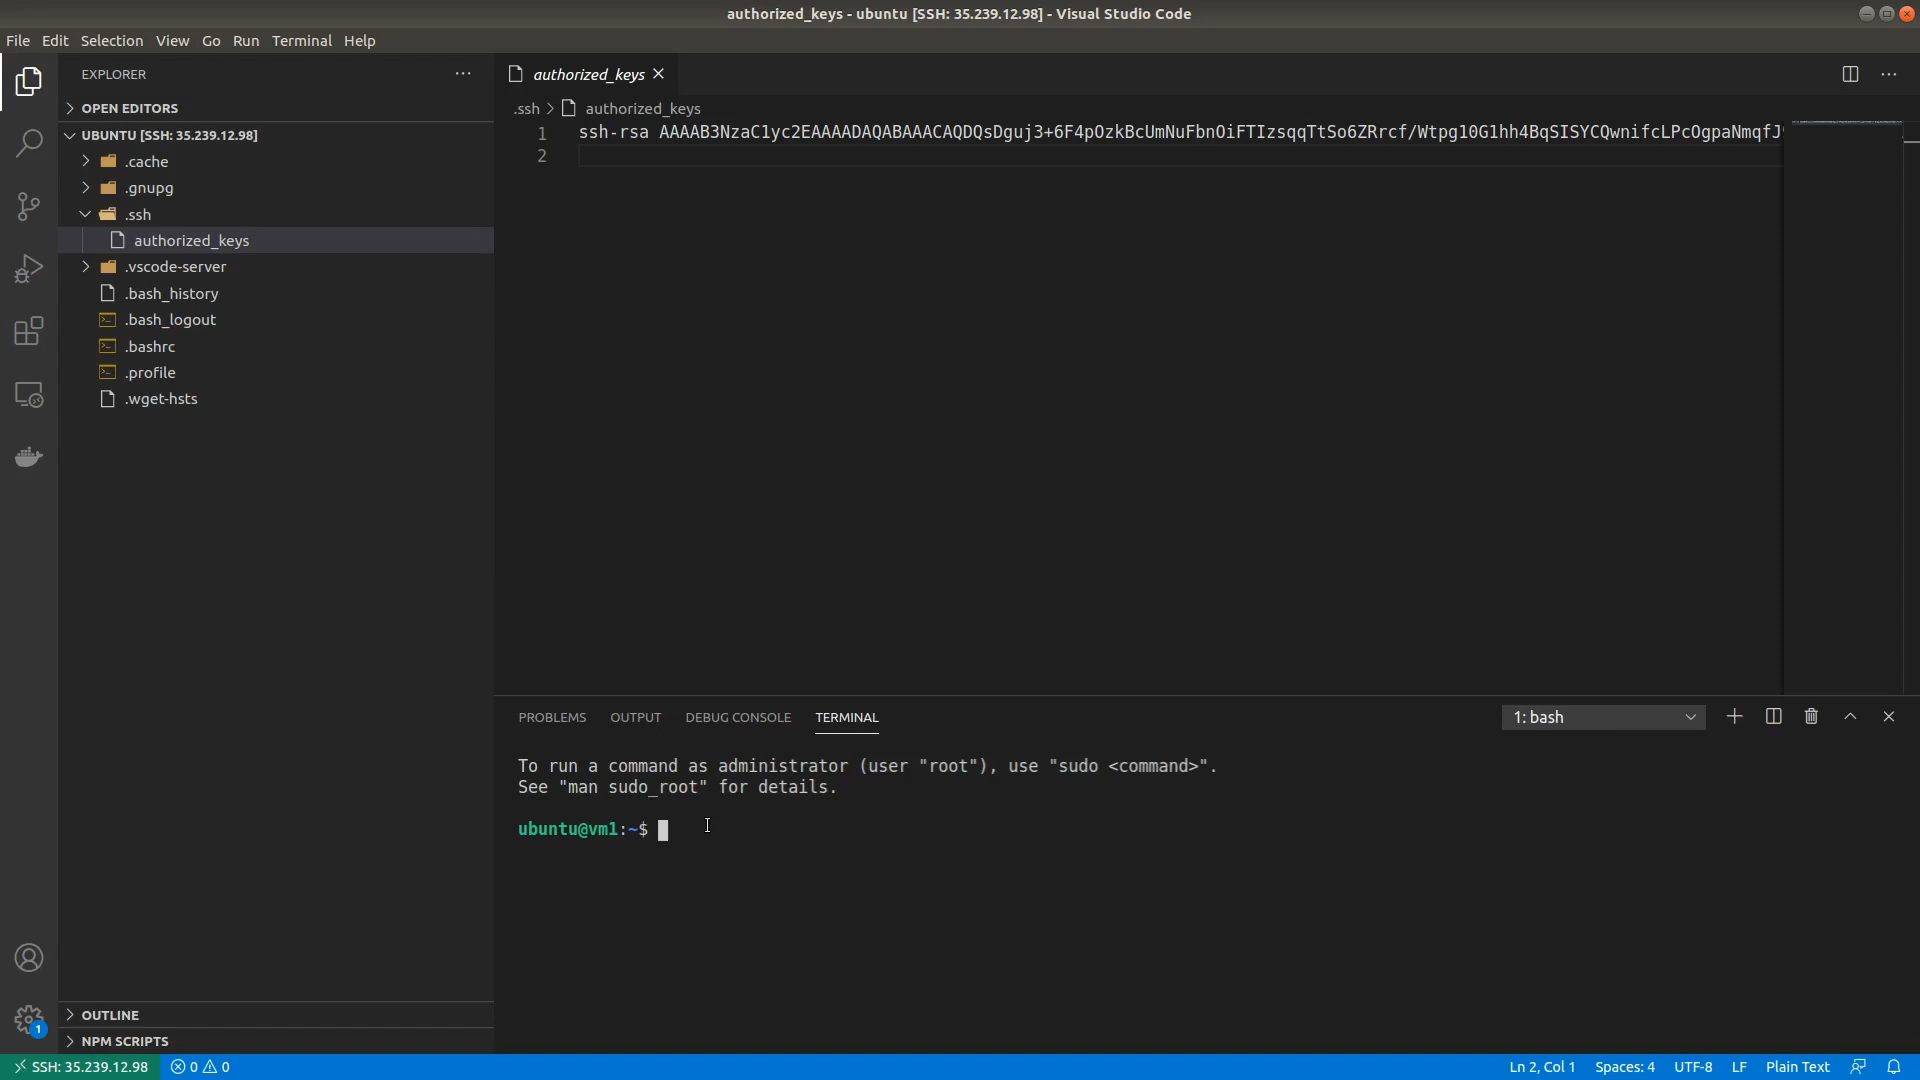 authorized_keys - ubuntu [SSH: 35.239.12.98] - Visual Studio Code
File Edit Selection View Go Run Terminal Help
EXPLORER
authorized_keys
OPEN EDITORS
.ssh > authorized_keys
UBUNTU [SSH: 35.239.12.98]
1 ssh-rsa AAAAB3NzaC1yc2EAAAADAQABAAACAQDQsDguj3+6F4pOzkBcUmNuFbnOiFTIzsqqTtSo6ZRrcf/Wtpg10G1hh4BqSISYCQwnifcLPcOgpaNmqfJ
2
.cache
.gnupg
.ssh
authorized_keys
.vscode-server
.bash_history
.bash_logout
.bashrc
.profile
.wget-hsts
PROBLEMS OUTPUT DEBUG CONSOLE TERMINAL
1: bash
To run a command as administrator (user "root"), use "sudo <command>".
See "man sudo_root" for details.
ubuntu@vm1:~$
OUTLINE
NPM SCRIPTS
1
SSH: 35.239.12.98 0 0 Ln 2, Col 1 Spaces: 4 UTF-8 LF Plain Text